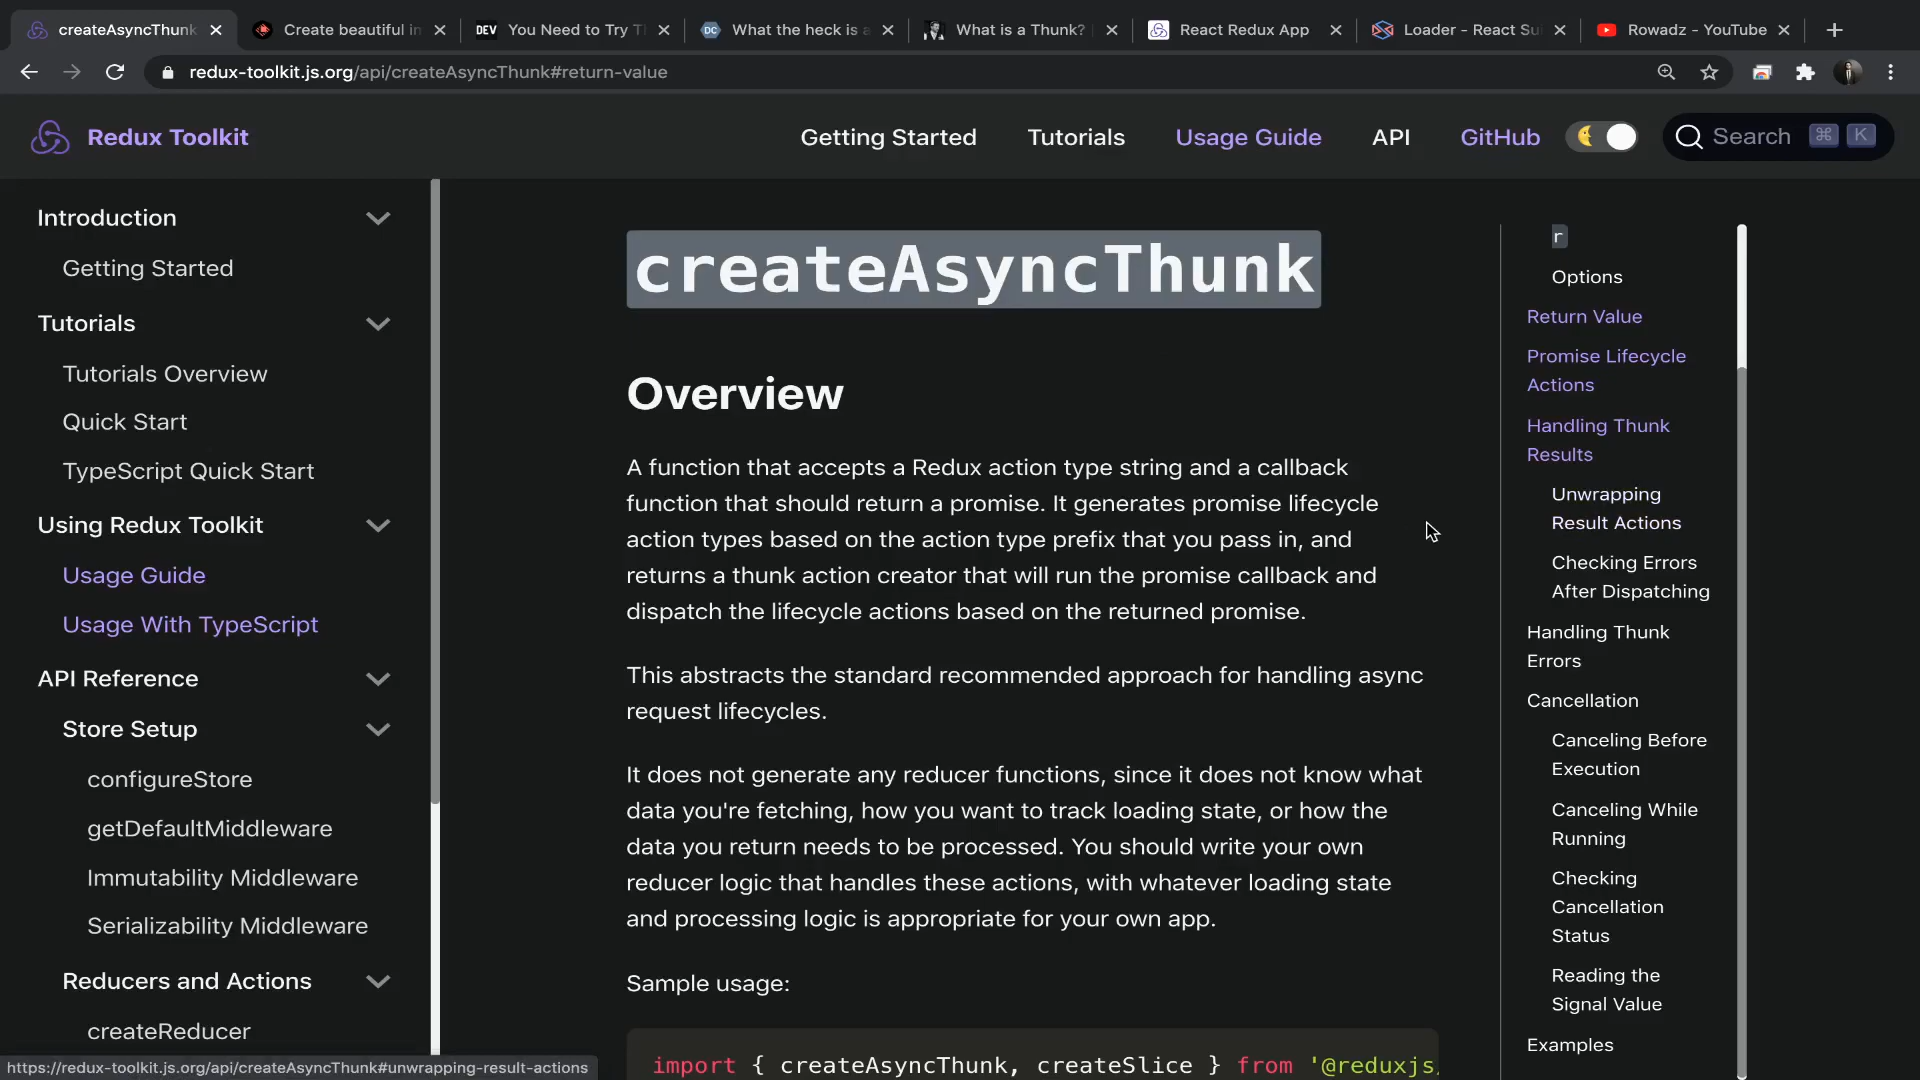 createAsyncThunk
Create beautiful in
DEV You Need to Try T
DC What the heck is a
What is a Thunk?
React Redux App
Loader - React Su
Rowadz - YouTube
redux-toolkit.js.org/api/createAsyncThunk#return-value
Redux Toolkit
Getting Started
Tutorials
Usage Guide
API
GitHub
Search ⌘ K
Introduction
Getting Started
Tutorials
Tutorials Overview
Quick Start
TypeScript Quick Start
Using Redux Toolkit
Usage Guide
Usage With TypeScript
API Reference
Store Setup
configureStore
getDefaultMiddleware
Immutability Middleware
Serializability Middleware
Reducers and Actions
createReducer
createAsyncThunk
Overview
A function that accepts a Redux action type string and a callback
function that should return a promise. It generates promise lifecycle
action types based on the action type prefix that you pass in, and
returns a thunk action creator that will run the promise callback and
dispatch the lifecycle actions based on the returned promise.
This abstracts the standard recommended approach for handling async
request lifecycles.
It does not generate any reducer functions, since it does not know what
data you're fetching, how you want to track loading state, or how the
data you return needs to be processed. You should write your own
reducer logic that handles these actions, with whatever loading state
and processing logic is appropriate for your own app.
Sample usage:
import { createAsyncThunk, createSlice } from '@reduxjs/
r
Options
Return Value
Promise Lifecycle
Actions
Handling Thunk
Results
Unwrapping
Result Actions
Checking Errors
After Dispatching
Handling Thunk
Errors
Cancellation
Canceling Before
Execution
Canceling While
Running
Checking
Cancellation
Status
Reading the
Signal Value
Examples
https://redux-toolkit.js.org/api/createAsyncThunk#unwrapping-result-actions